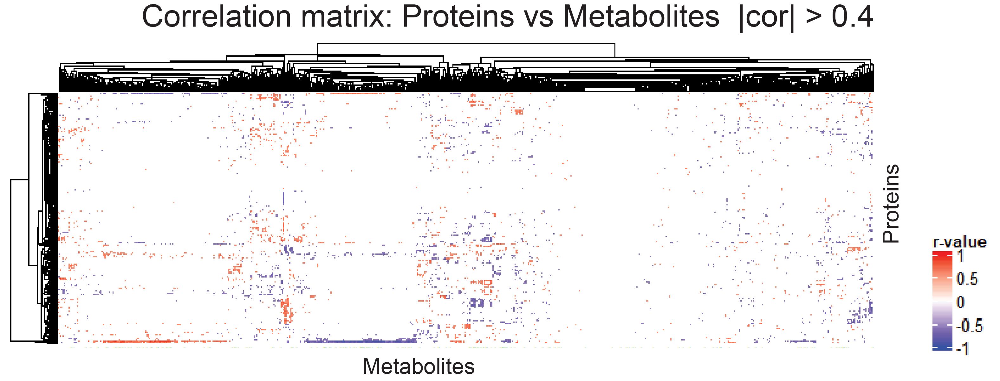 Correlation matrix: Proteins vs Metabolites |cor| > 0.4
Proteins
r-value
1
0.5
0
-0.5
-1
Metabolites